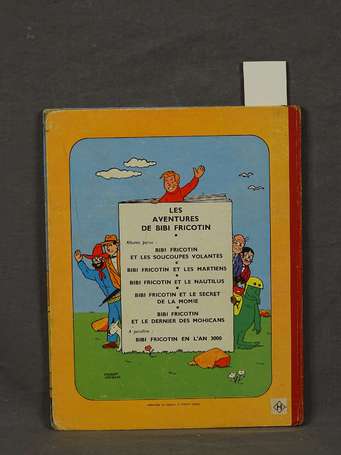 LES
AVENTURES
DE BIBI FRICOTIN
Albums parus :
BIBI FRICOTIN
ET LES SOUCOUPES VOLANTES
BIBI FRICOTIN ET LES MARTIENS
BIBI FRICOTIN ET LE NAUTILUS
BIBI FRICOTIN ET LE SECRET
DE LA MOMIE
BIBI FRICOTIN
ET LE DERNIER DES MOHICANS
A paraître :
BIBI FRICOTIN EN L'AN 3000
H